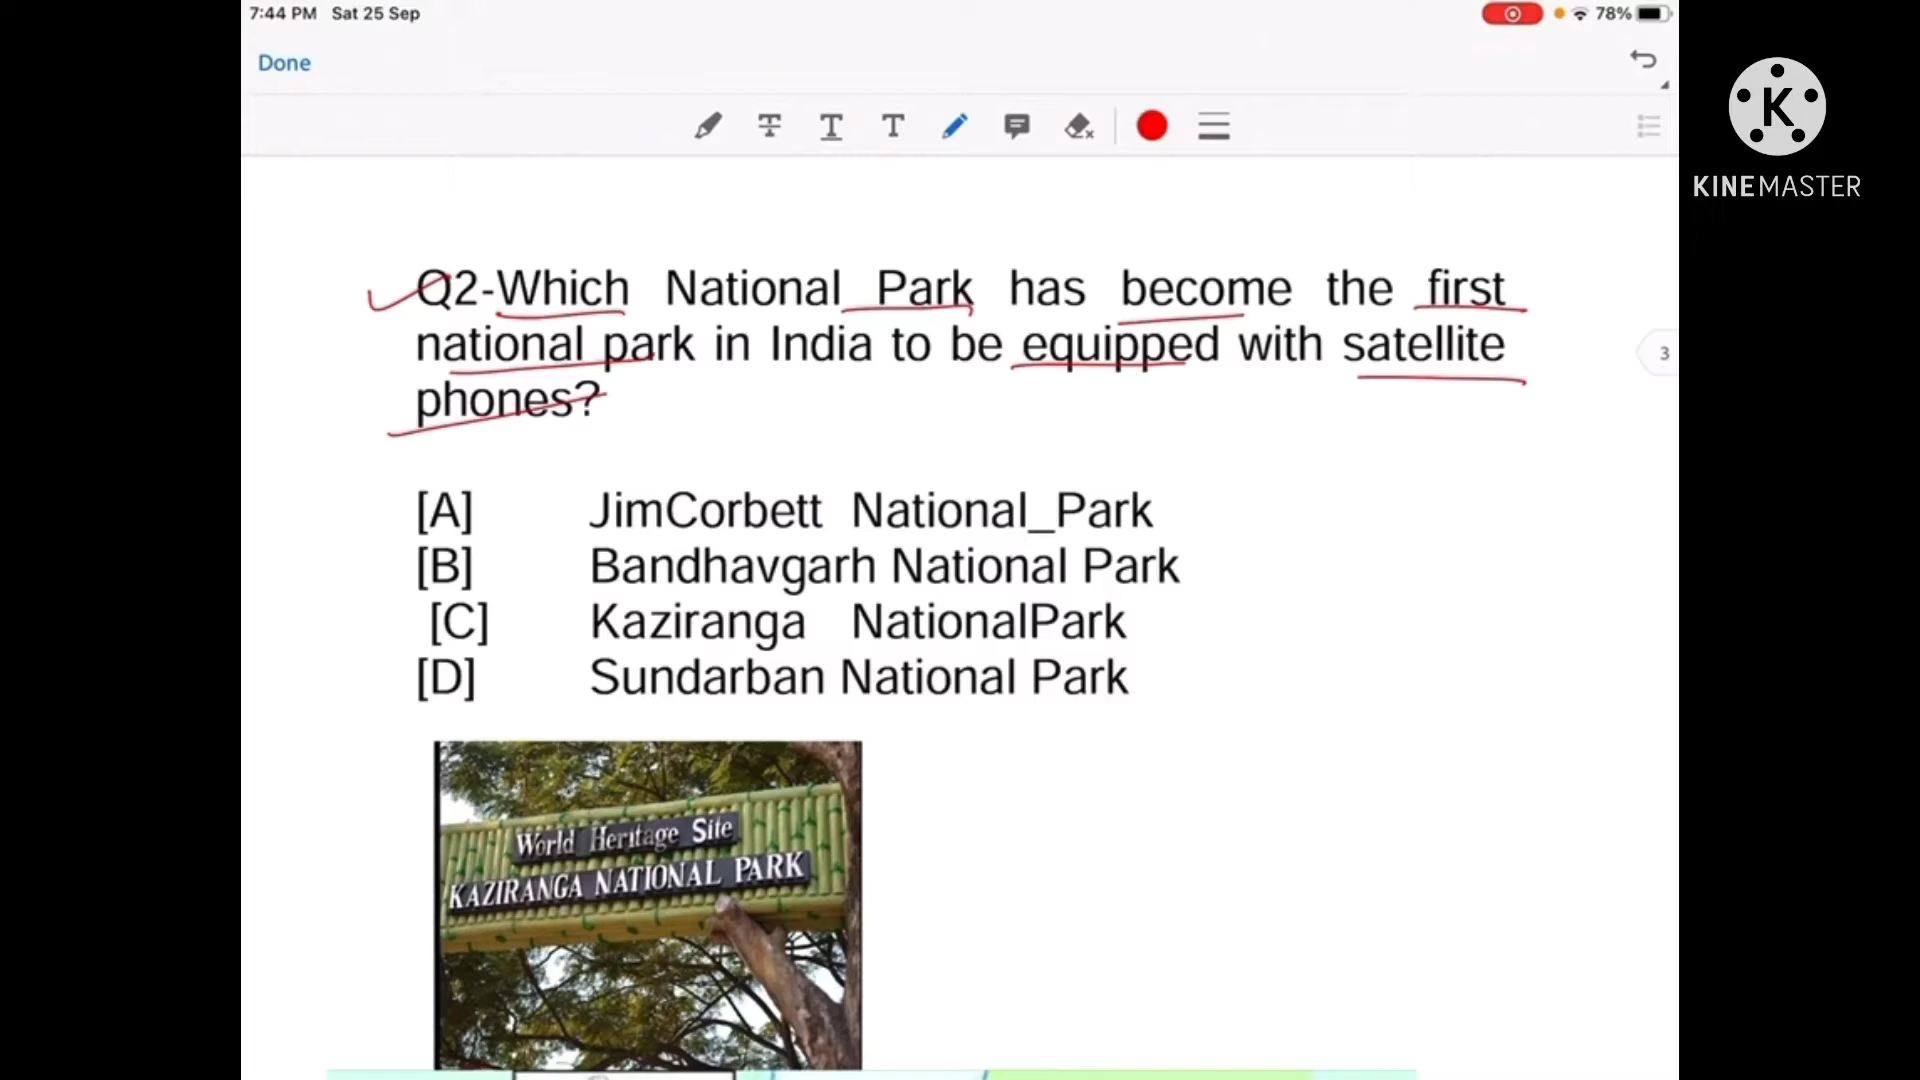 7:44 PM Sat 25 Sep
78%
Done
KINEMASTER
Q2-Which National Park has become the first
national park in India to be equipped with satellite
phones?
3
[A] JimCorbett National_Park
[B] Bandhavgarh National Park
[C] Kaziranga NationalPark
[D] Sundarban National Park
World Heritage Site
KAZIRANGA NATIONAL PARK